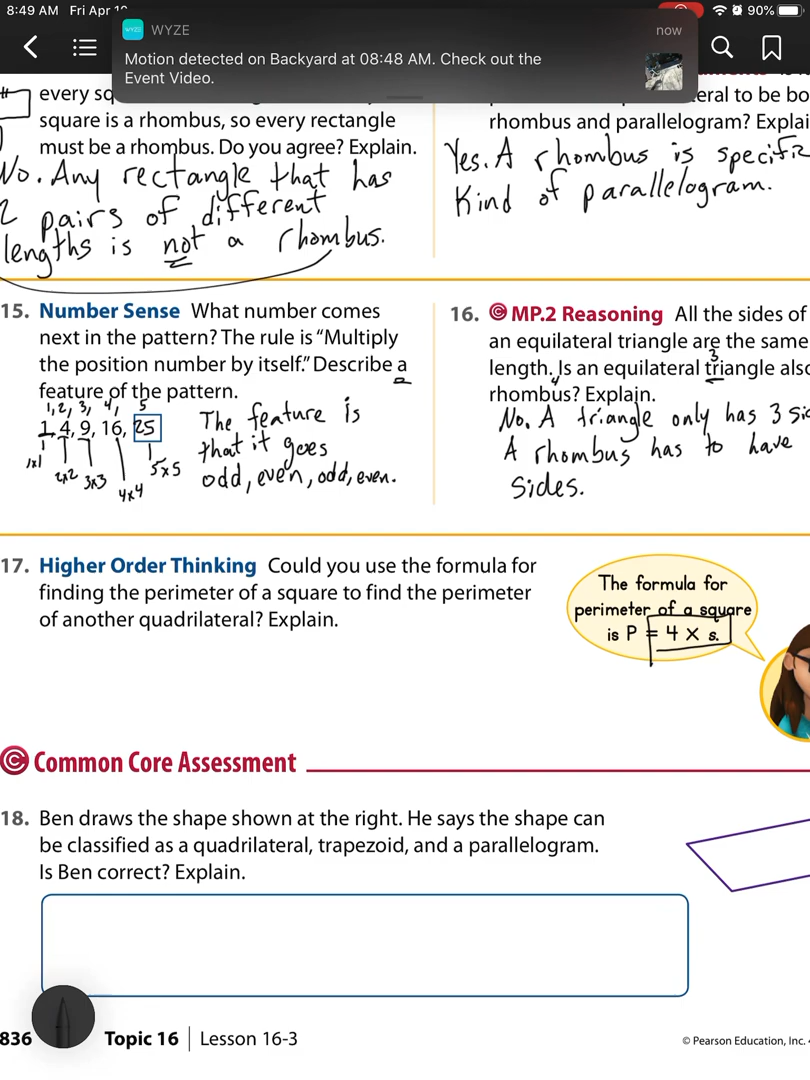 8:49 AM Fri Apr
90%
WYZE
now
Motion detected on Backyard at 08:48 AM. Check out the
Event Video.
every sq
square is a rhombus, so every rectangle
must be a rhombus. Do you agree? Explain.
No. Any rectangle that has
2 pairs of different
lengths is not a rhombus.
eral to be bo
rhombus and parallelogram? Explai
Yes. A rhombus is specific
kind of parallelogram.
15. Number Sense What number comes
next in the pattern? The rule is “Multiply
the position number by itself.” Describe a
feature of the pattern.
1, 2, 3, 4, 5
1, 4, 9, 16, 25
1x1 2x2 3x3 4x4 5x5
The feature is
that it goes
odd, even, odd, even.
16. MP.2 Reasoning All the sides of
an equilateral triangle are the same
3
length. Is an equilateral triangle also
4
rhombus? Explain.
No. A triangle only has 3 si
A rhombus has to have
sides.
17. Higher Order Thinking Could you use the formula for
finding the perimeter of a square to find the perimeter
of another quadrilateral? Explain.
The formula for
perimeter of a square
is P = 4 × s.
Common Core Assessment
18. Ben draws the shape shown at the right. He says the shape can
be classified as a quadrilateral, trapezoid, and a parallelogram.
Is Ben correct? Explain.
836 Topic 16 | Lesson 16-3
© Pearson Education, Inc. 4